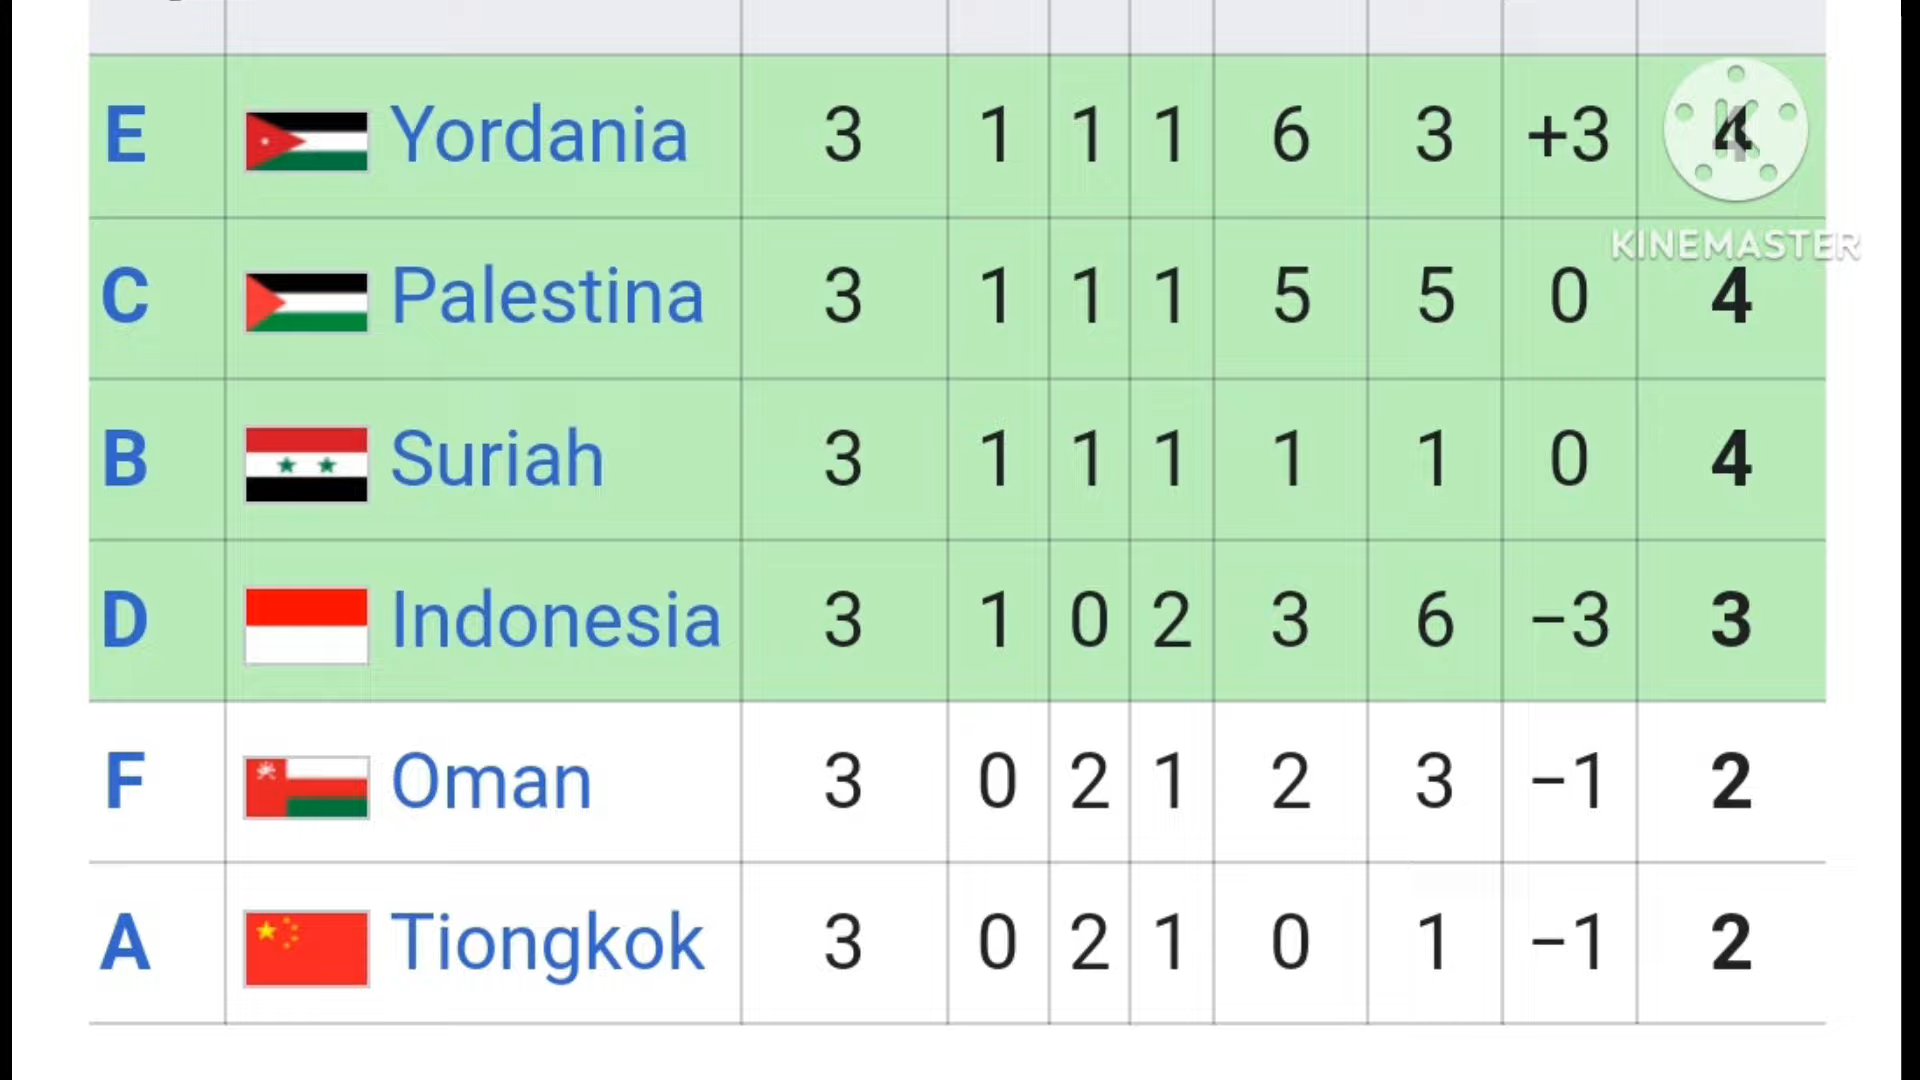 E Yordania 3 1 1 1 6 3 +3 4
KINEMASTER
C Palestina 3 1 1 1 5 5 0 4
B Suriah 3 1 1 1 1 1 0 4
D Indonesia 3 1 0 2 3 6 −3 3
F Oman 3 0 2 1 2 3 −1 2
A Tiongkok 3 0 2 1 0 1 −1 2